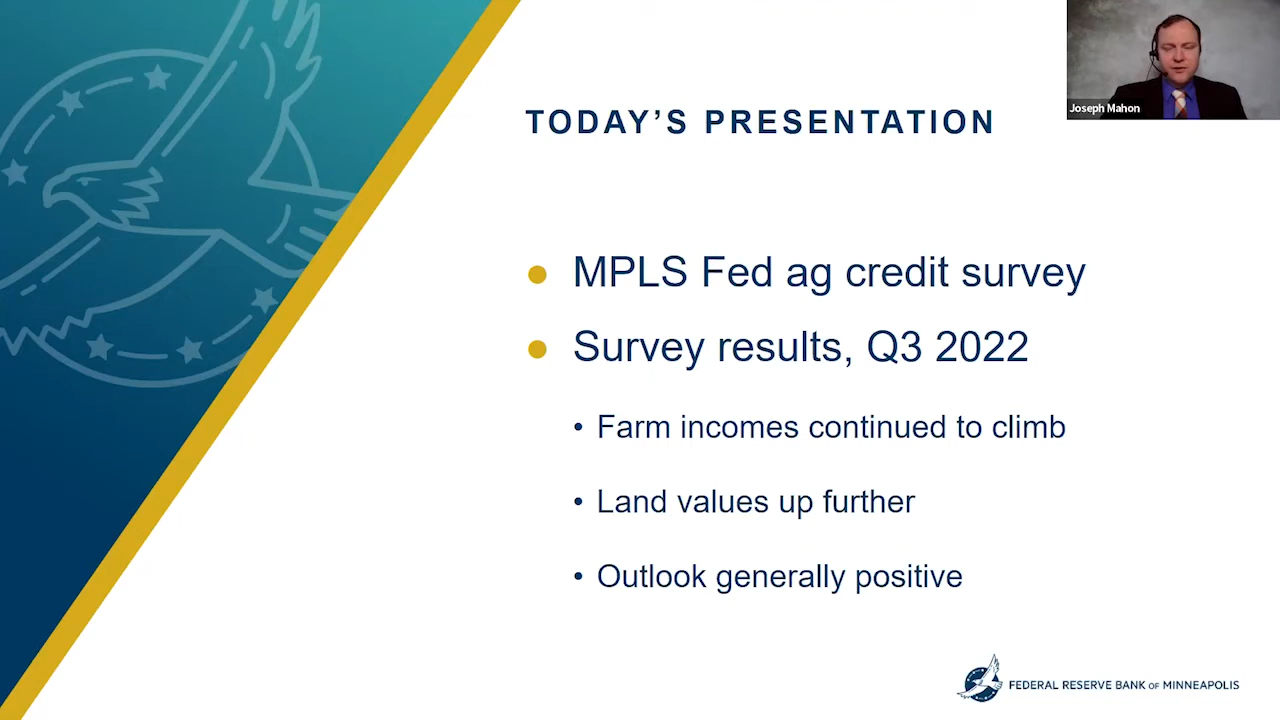 TODAY'S PRESENTATION
Joseph Mahon
MPLS Fed ag credit survey
Survey results, Q3 2022
Farm incomes continued to climb
Land values up further
Outlook generally positive
FEDERAL RESERVE BANK OF MINNEAPOLIS